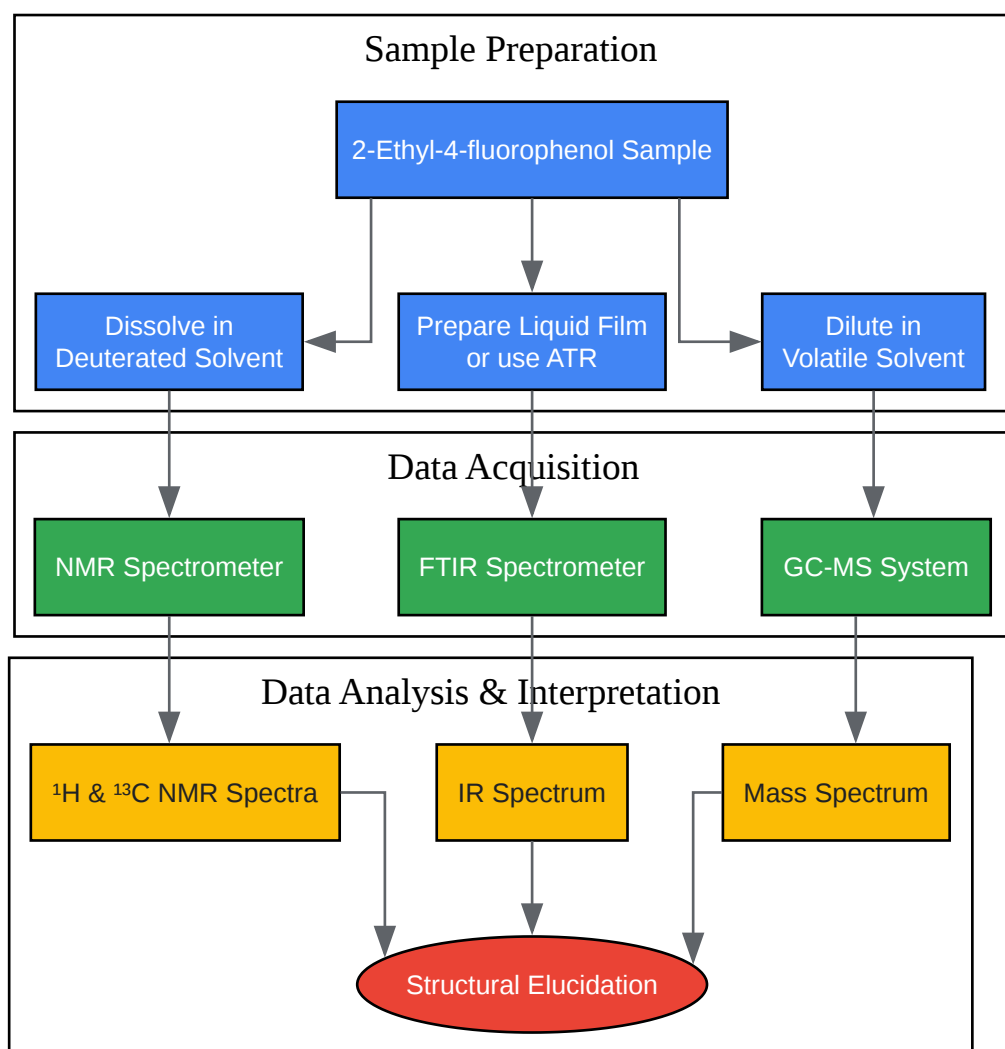 Sample Preparation
2-Ethyl-4-fluorophenol Sample
Dissolve in
Deuterated Solvent
Prepare Liquid Film
or use ATR
Dilute in
Volatile Solvent
Data Acquisition
NMR Spectrometer
FTIR Spectrometer
GC-MS System
Data Analysis & Interpretation
¹H & ¹³C NMR Spectra
IR Spectrum
Mass Spectrum
Structural Elucidation